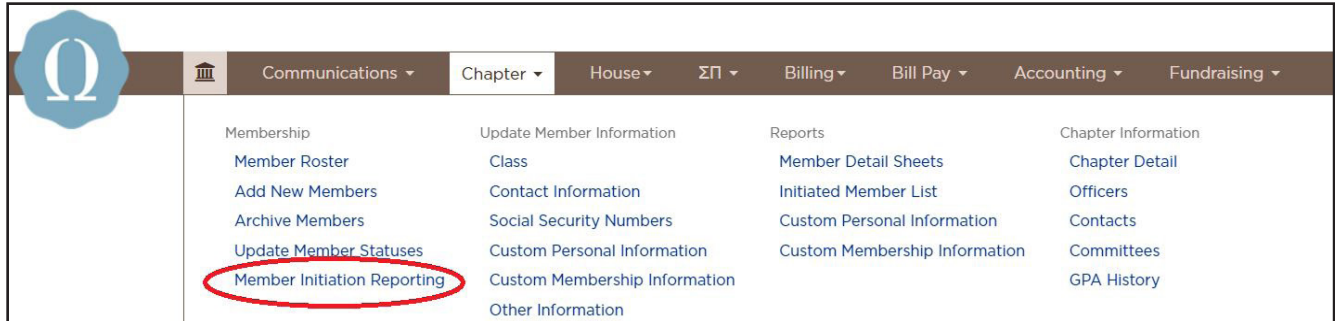 Ω
Communications Chapter House ΣΠ Billing Bill Pay Accounting Fundraising
Membership
Member Roster
Add New Members
Archive Members
Update Member Statuses
Member Initiation Reporting
Update Member Information
Class
Contact Information
Social Security Numbers
Custom Personal Information
Custom Membership Information
Other Information
Reports
Member Detail Sheets
Initiated Member List
Custom Personal Information
Custom Membership Information
Chapter Information
Chapter Detail
Officers
Contacts
Committees
GPA History